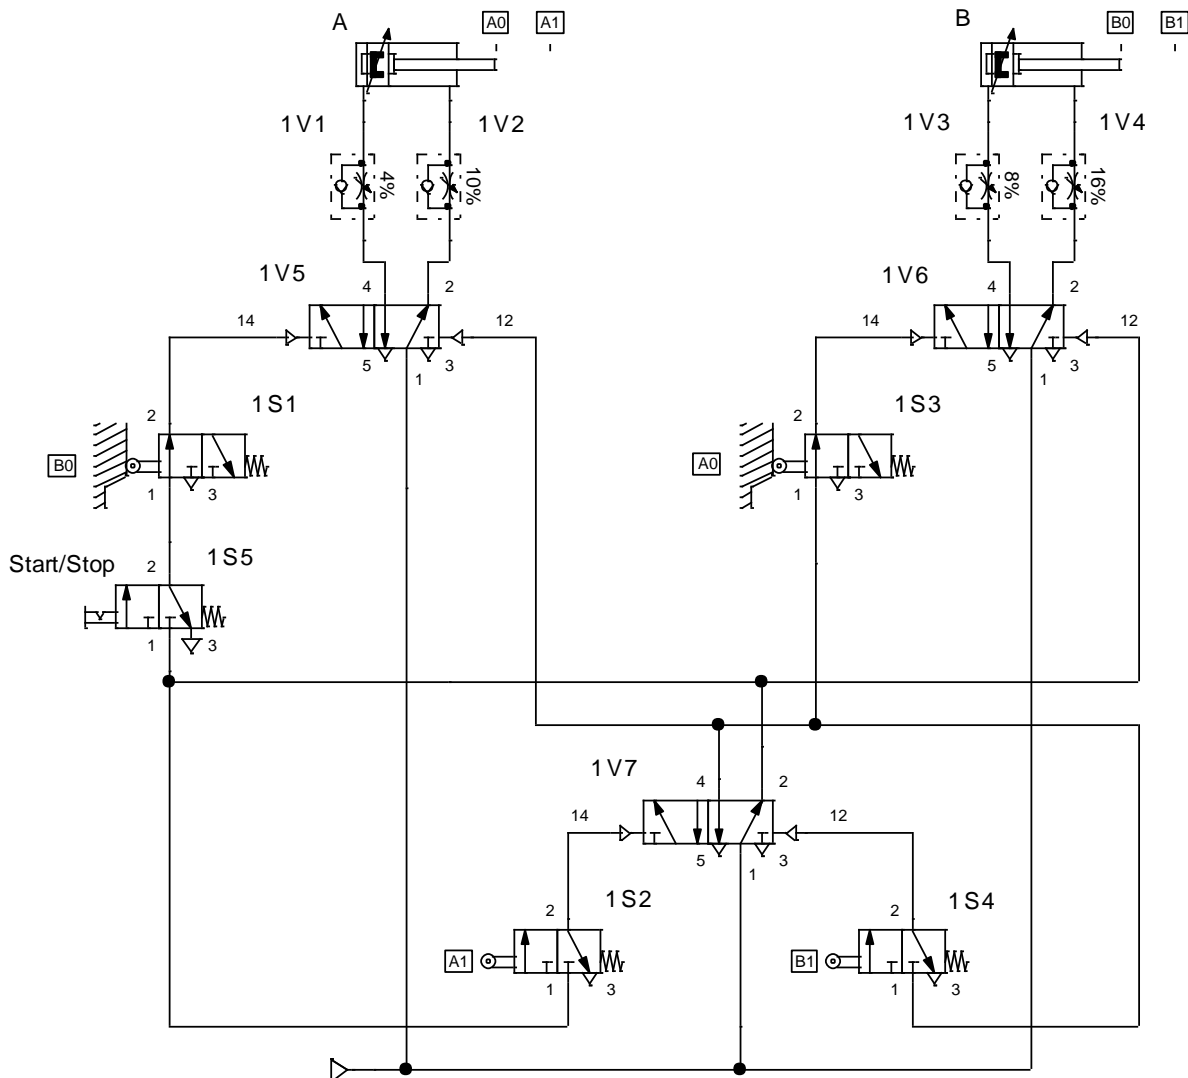 A A0 A1 B B0 B1
1V1 1V2 1V3 1V4
4% 10% 8% 16%
1V5 4 2 1V6 4 2
14 12 14 12
5 1 3 5 1 3
2 1S1 2 1S3
B0 A0
1 3 1 3
Start/Stop 2 1S5
1 3
1V7 4 2
14 12
5 1 3
2 1S2 2 1S4
A1 B1
1 3 1 3